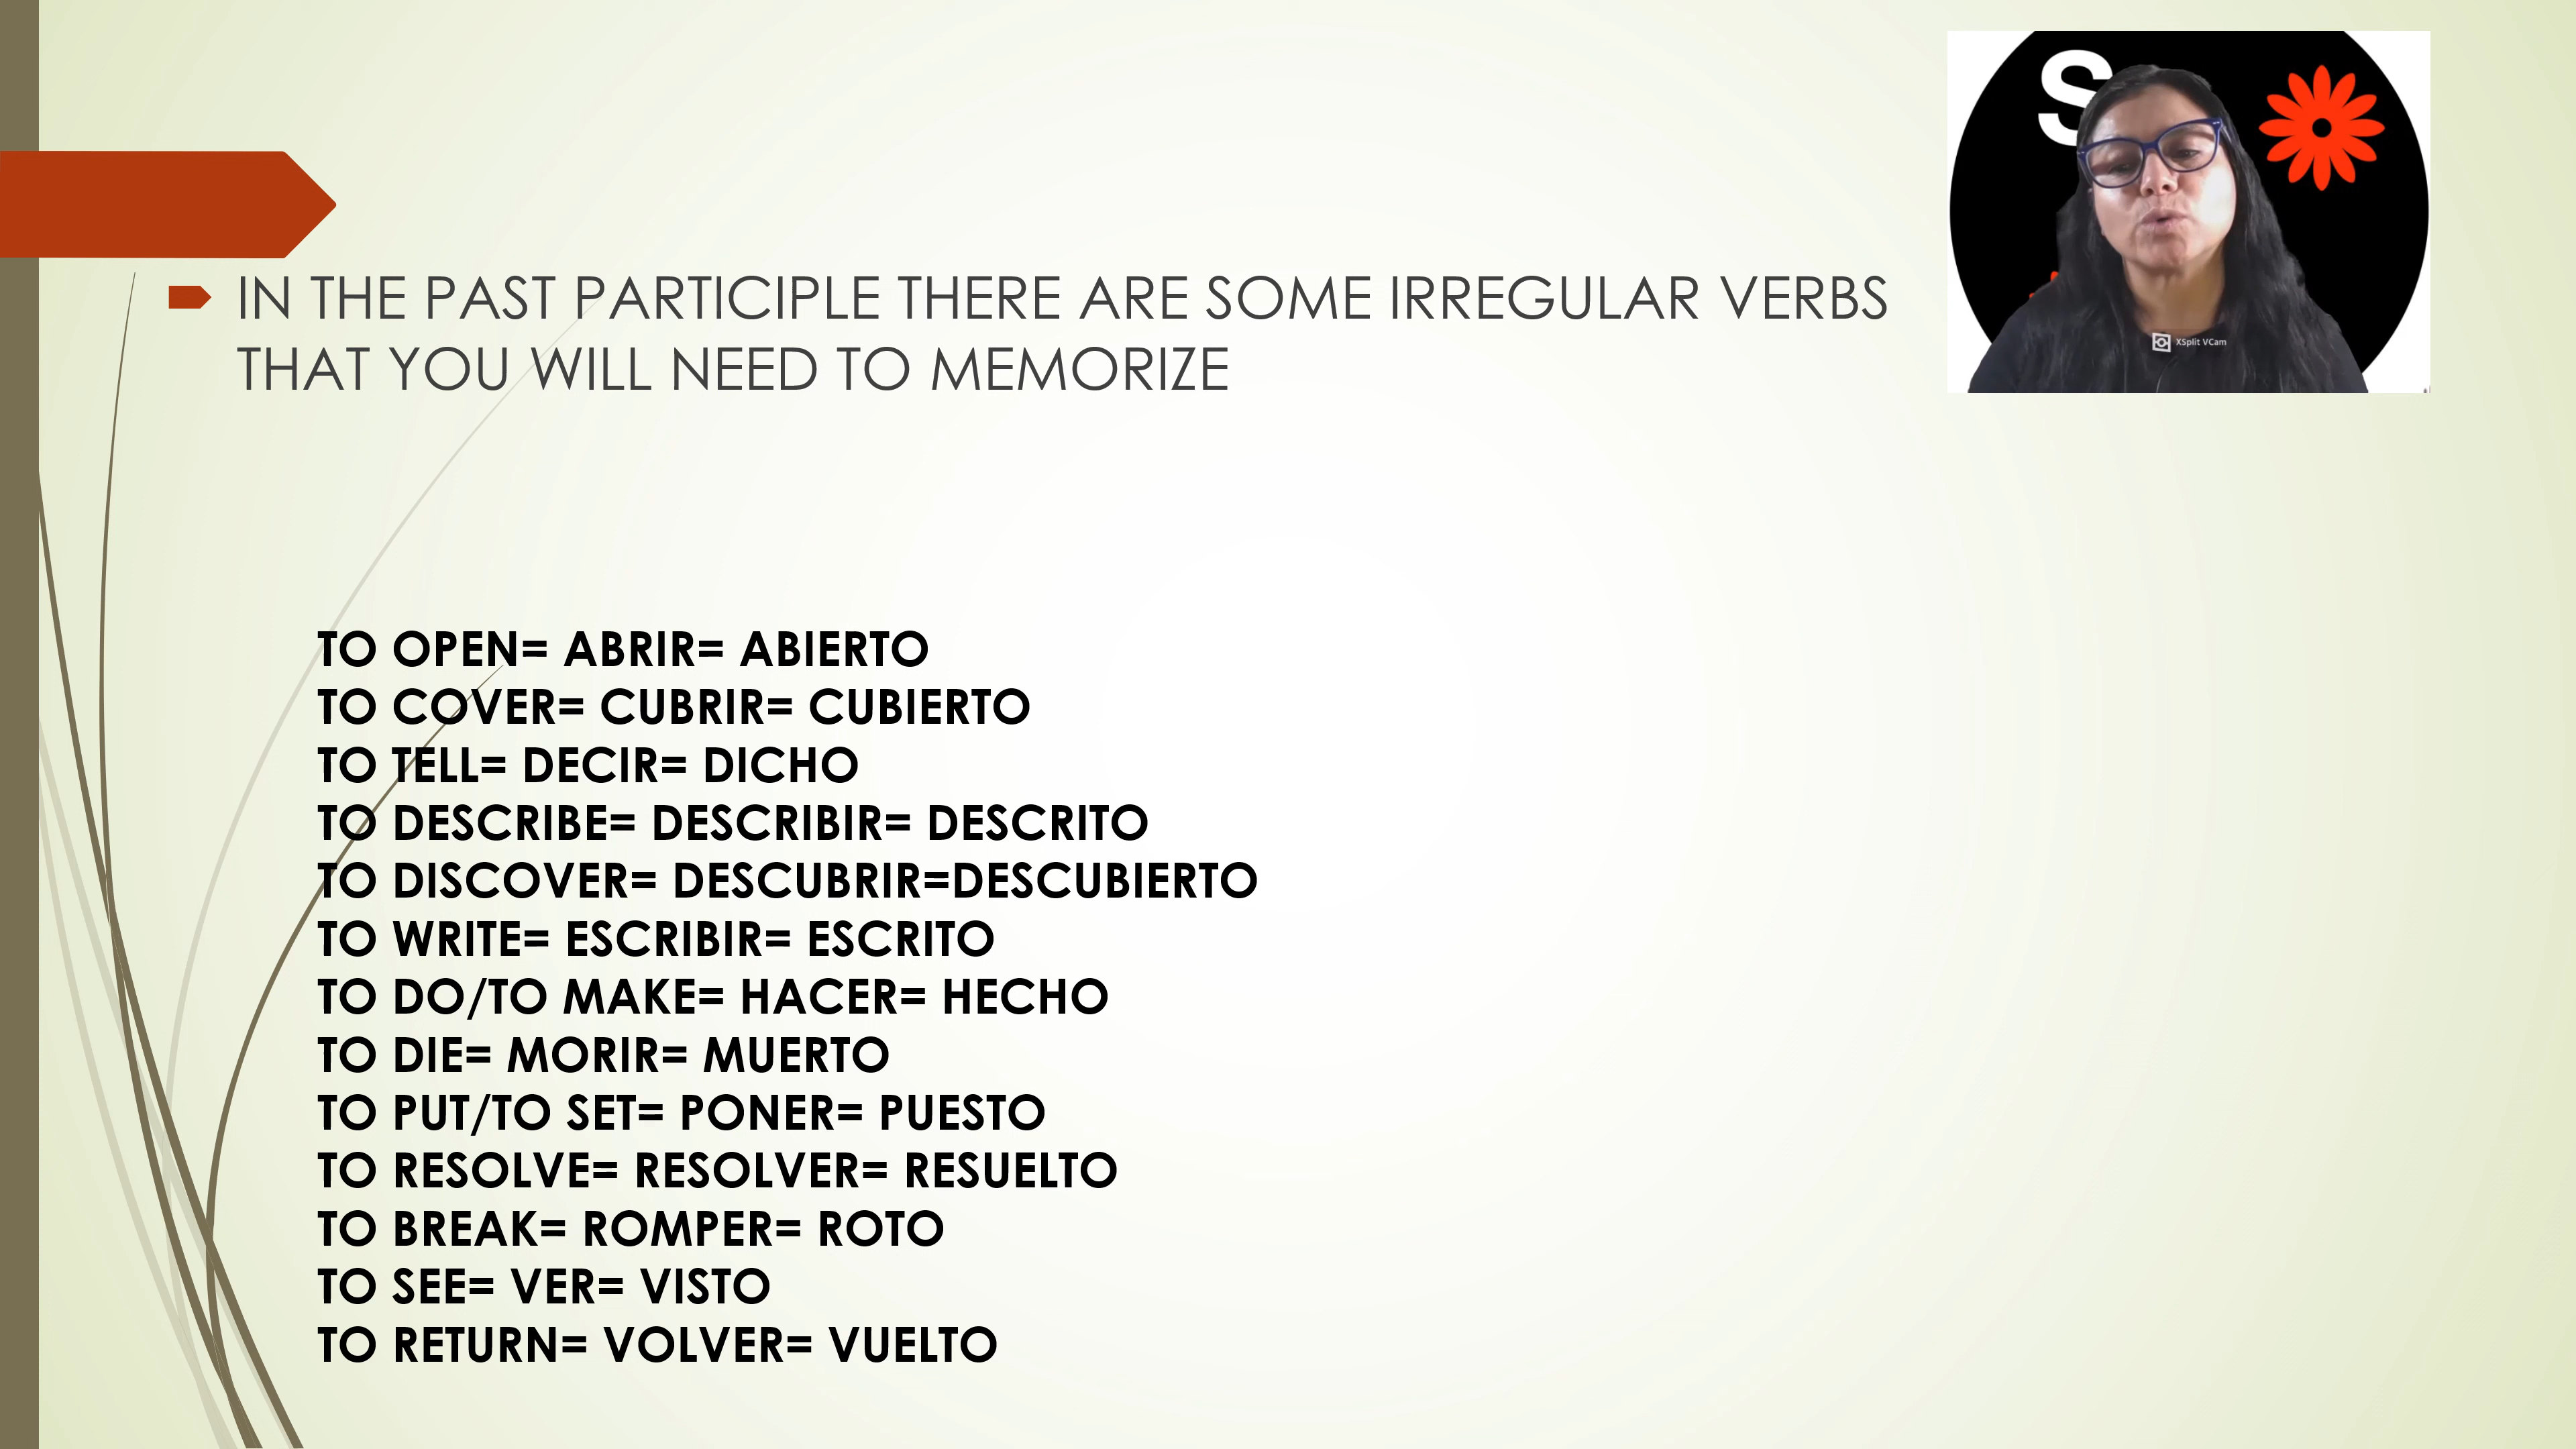 S
IN THE PAST PARTICIPLE THERE ARE SOME IRREGULAR VERBS
THAT YOU WILL NEED TO MEMORIZE
XSplit VCam
TO OPEN= ABRIR= ABIERTO
TO COVER= CUBRIR= CUBIERTO
TO TELL= DECIR= DICHO
TO DESCRIBE= DESCRIBIR= DESCRITO
TO DISCOVER= DESCUBRIR=DESCUBIERTO
TO WRITE= ESCRIBIR= ESCRITO
TO DO/TO MAKE= HACER= HECHO
TO DIE= MORIR= MUERTO
TO PUT/TO SET= PONER= PUESTO
TO RESOLVE= RESOLVER= RESUELTO
TO BREAK= ROMPER= ROTO
TO SEE= VER= VISTO
TO RETURN= VOLVER= VUELTO